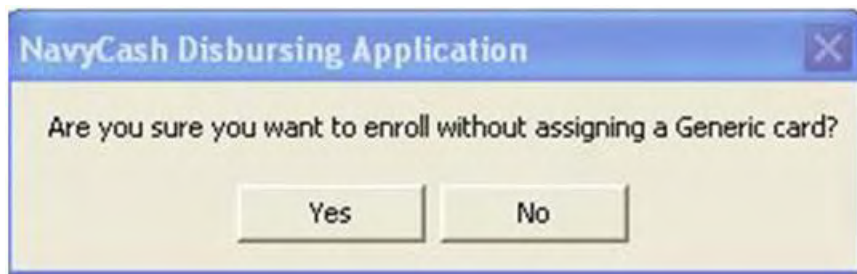 NavyCash Disbursing Application
Are you sure you want to enroll without assigning a Generic card?
Yes
No